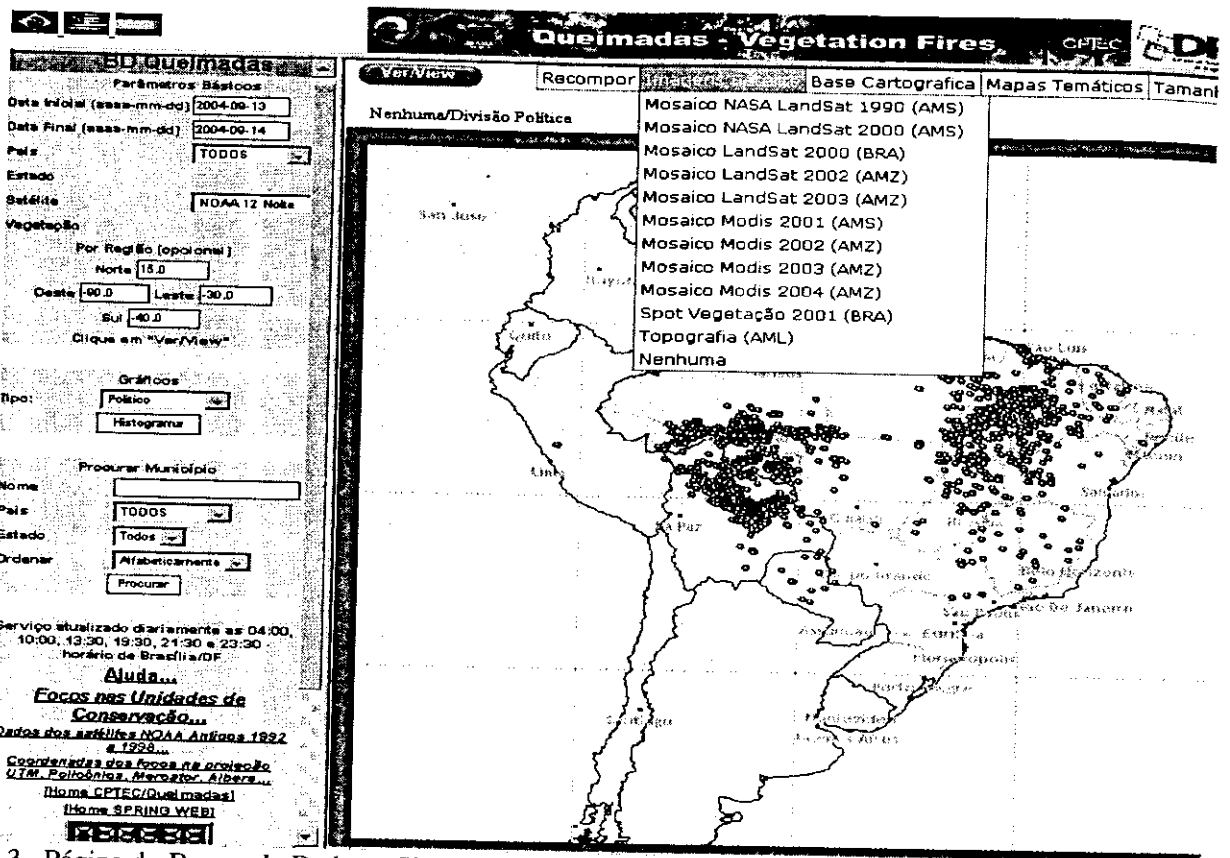 Queimadas - Vegetation Fires
CPTEC
BD Queimadas
Parâmetros Básicos
Data Inicial (aaaa-mm-dd) 2004-09-13
Data Final (aaaa-mm-dd) 2004-09-14
País TODOS
Estado
Satélite NOAA 12 Noite
Vegetação
Por Região (opcional)
Norte 15.0
Oeste -90.0 Leste -30.0
Sul -40.0
Clique em "Ver/View"
Gráficos
Tipo: Político
Histograma
Procurar Município
Nome
País TODOS
Estado Todos
Ordenar Alfabeticamente
Procurar
Serviço atualizado diariamente as 04:00,
10:00, 13:30, 19:30, 21:30 e 23:30
horário de Brasília/DF
Ajuda...
Focos nas Unidades de
Conservação...
Dados dos satélites NOAA Antigos 1992
a 1998...
Coordenadas dos focos na projeção
UTM, Policônica, Mercator, Albers...
[Home CPTEC/Queimadas]
[Home SPRING WEB]
Ver/View
Recompor
Base Cartografica
Mapas Temáticos
Nenhuma/Divisão Política
Mosaico NASA LandSat 1990 (AMS)
Mosaico NASA LandSat 2000 (AMS)
Mosaico LandSat 2000 (BRA)
Mosaico LandSat 2002 (AMZ)
Mosaico LandSat 2003 (AMZ)
Mosaico Modis 2001 (AMS)
Mosaico Modis 2002 (AMZ)
Mosaico Modis 2003 (AMZ)
Mosaico Modis 2004 (AMZ)
Spot Vegetação 2001 (BRA)
Topografia (AML)
Nenhuma
San Jose
Quito
São Luis
Natal
Lima
Salvador
La Paz
Belo Horizonte
Rio De Janeiro
Florianopolis
Porto Alegre
Santiago
Montevideo
Buenos Aires